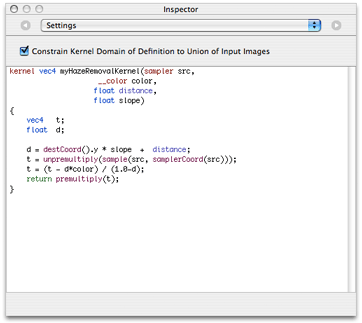 Inspector
Settings
Constrain Kernel Domain of Definition to Union of Input Images
kernel vec4 myHazeRemovalKernel(sampler src,
__color color,
float distance,
float slope)
{
vec4 t;
float d;
d = destCoord().y * slope + distance;
t = unpremultiply(sample(src, samplerCoord(src)));
t = (t - d*color) / (1.0-d);
return premultiply(t);
}